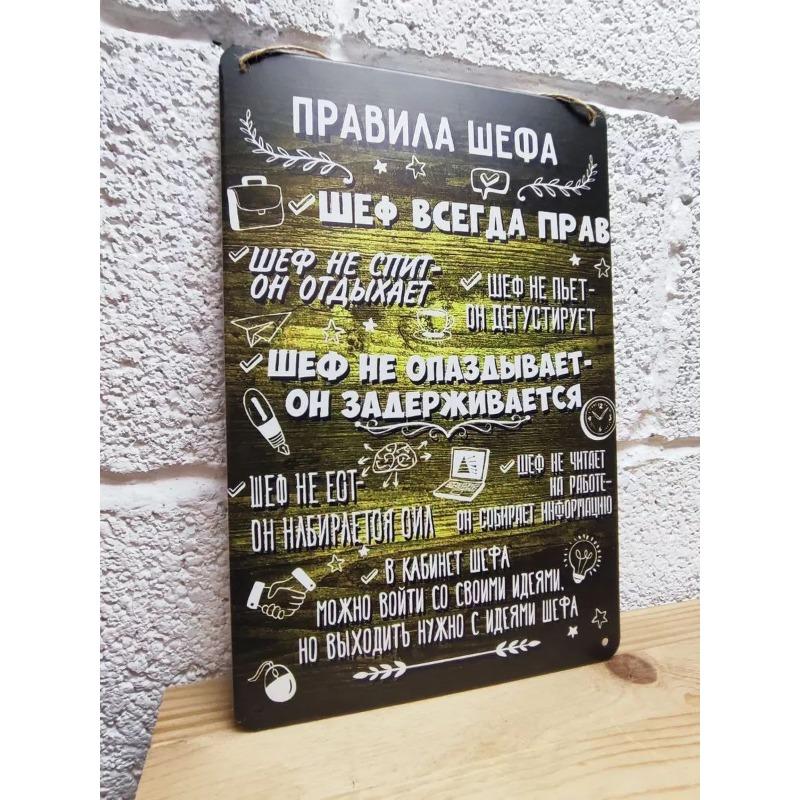 ПРАВИЛА ШЕФА
ШЕФ ВСЕГДА ПРАВ
ШЕФ НЕ СПИТ-
ОН ОТДЫХАЕТ
ШЕФ НЕ ПЬЕТ-
ОН ДЕГУСТИРУЕТ
ШЕФ НЕ ОПАЗДЫВАЕТ-
ОН ЗАДЕРЖИВАЕТСЯ
ШЕФ НЕ ЕСТ-
ОН НАБИРАЕТСЯ СИЛ
ШЕФ НЕ ЧИТАЕТ
НА РАБОТЕ-
ОН СОБИРАЕТ ИНФОРМАЦИЮ
В КАБИНЕТ ШЕФА
МОЖНО ВОЙТИ СО СВОИМИ ИДЕЯМИ,
НО ВЫХОДИТЬ НУЖНО С ИДЕЯМИ ШЕФА